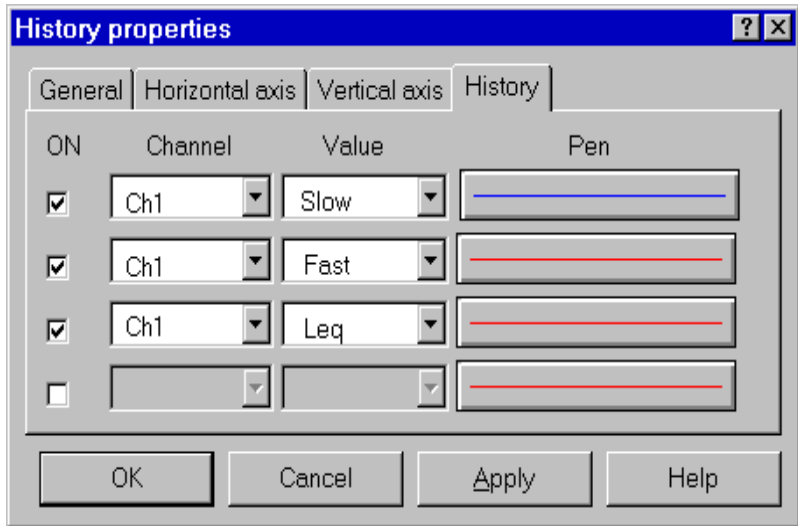 History properties
General Horizontal axis Vertical axis History
ON Channel Value Pen
Ch1 Slow
Ch1 Fast
Ch1 Leq
OK Cancel Apply Help